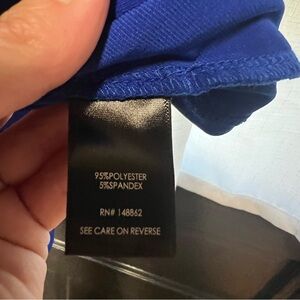 95%POLYESTER
5%SPANDEX
RN# 148862
SEE CARE ON REVERSE